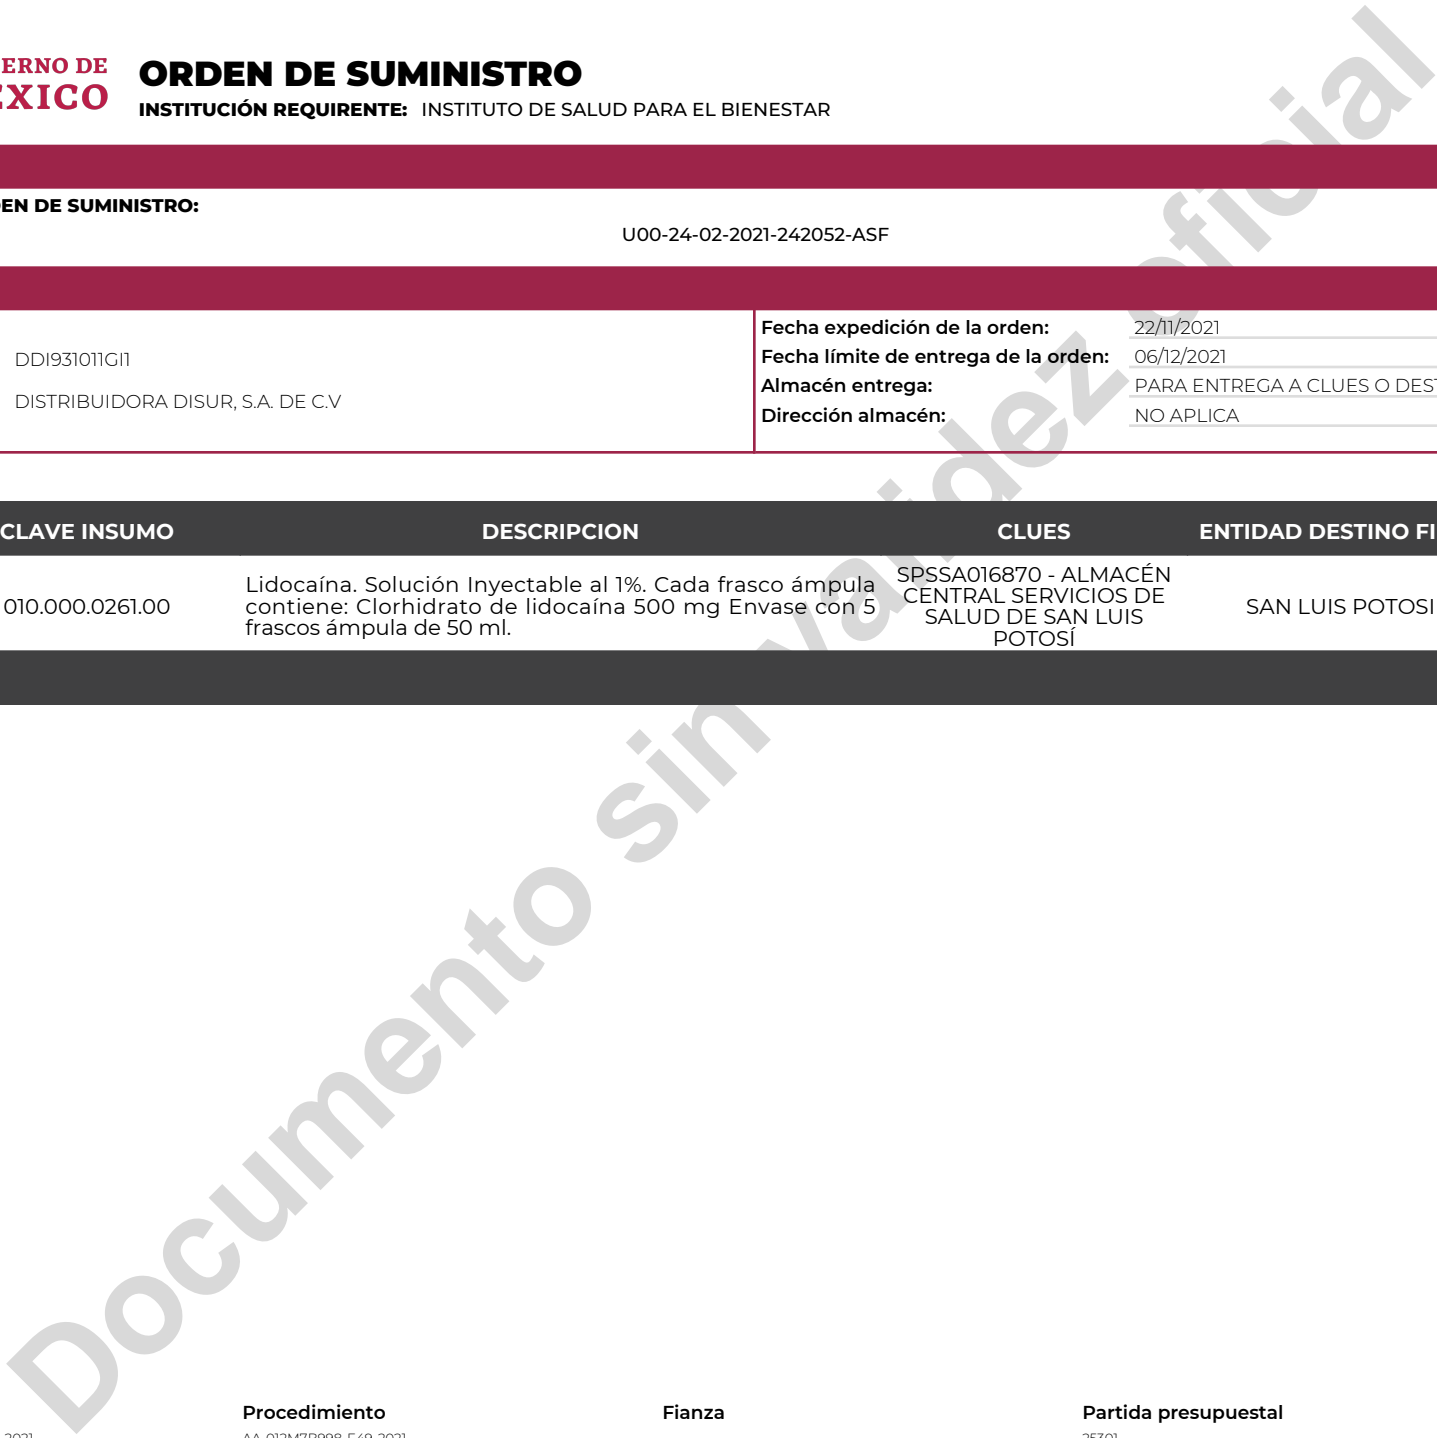 ERNO DE
ÉXICO
ORDEN DE SUMINISTRO
INSTITUCIÓN REQUIRENTE: INSTITUTO DE SALUD PARA EL BIENESTAR
EN DE SUMINISTRO:
U00-24-02-2021-242052-ASF
DDI931011GI1
DISTRIBUIDORA DISUR, S.A. DE C.V
Fecha expedición de la orden: 22/11/2021
Fecha límite de entrega de la orden: 06/12/2021
Almacén entrega: PARA ENTREGA A CLUES O DEST
Dirección almacén: NO APLICA
CLAVE INSUMO DESCRIPCION CLUES ENTIDAD DESTINO FI
010.000.0261.00
Lidocaína. Solución Inyectable al 1%. Cada frasco ámpula
contiene: Clorhidrato de lidocaína 500 mg Envase con 5
frascos ámpula de 50 ml.
SPSSA016870 - ALMACÉN
CENTRAL SERVICIOS DE
SALUD DE SAN LUIS
POTOSÍ
SAN LUIS POTOSI
Documento sin validez oficial
Procedimiento Fianza Partida presupuestal